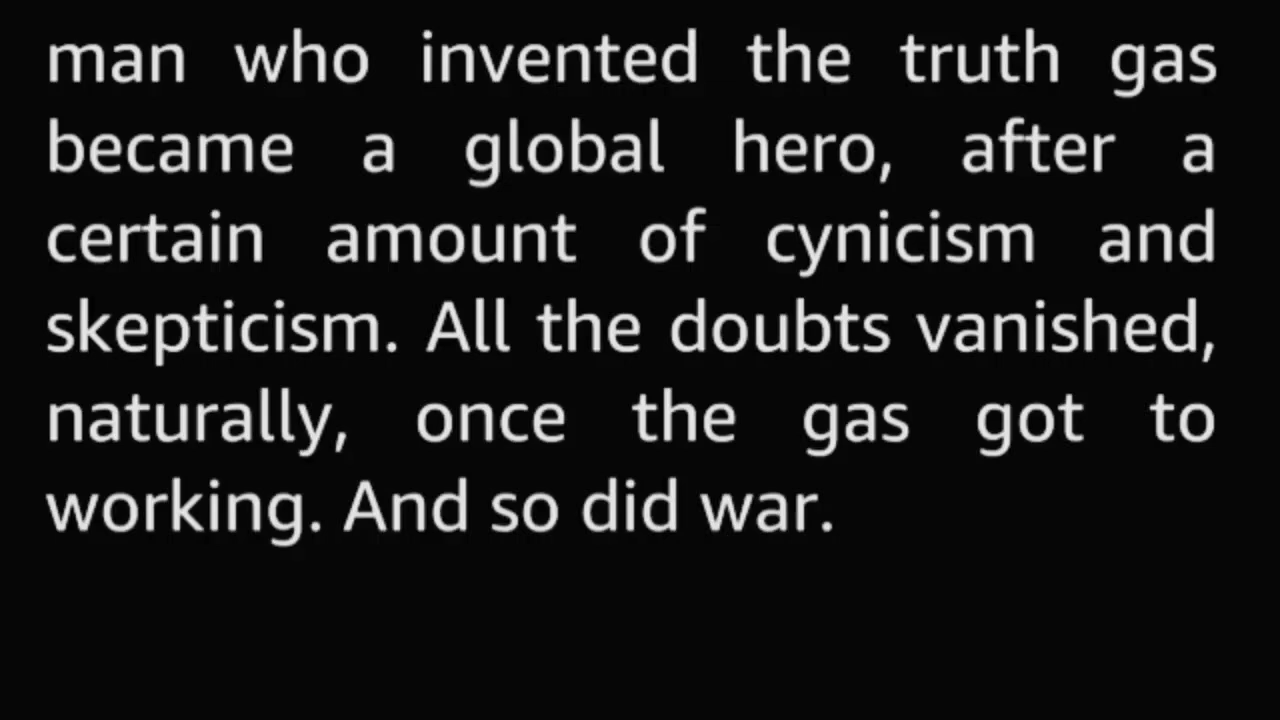 man who invented the truth gas
became a global hero, after a
certain amount of cynicism and
skepticism. All the doubts vanished,
naturally, once the gas got to
working. And so did war.